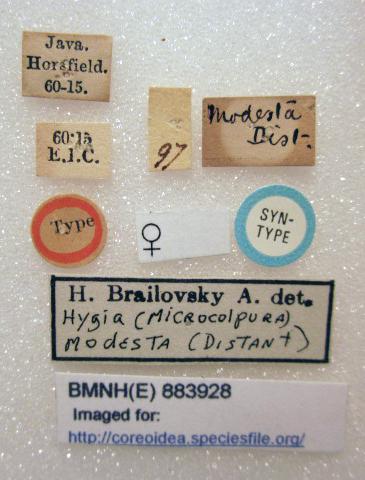 Java.
Horsfield.
60-15.
60·15
E.I.C.
97
Modesta
Dist.
Type
♀
SYN-
TYPE
H. Brailovsky A. det.
Hygia (Microcolpura)
modesta (Distant)
BMNH(E) 883928
Imaged for:
http://coreoidea.speciesfile.org/